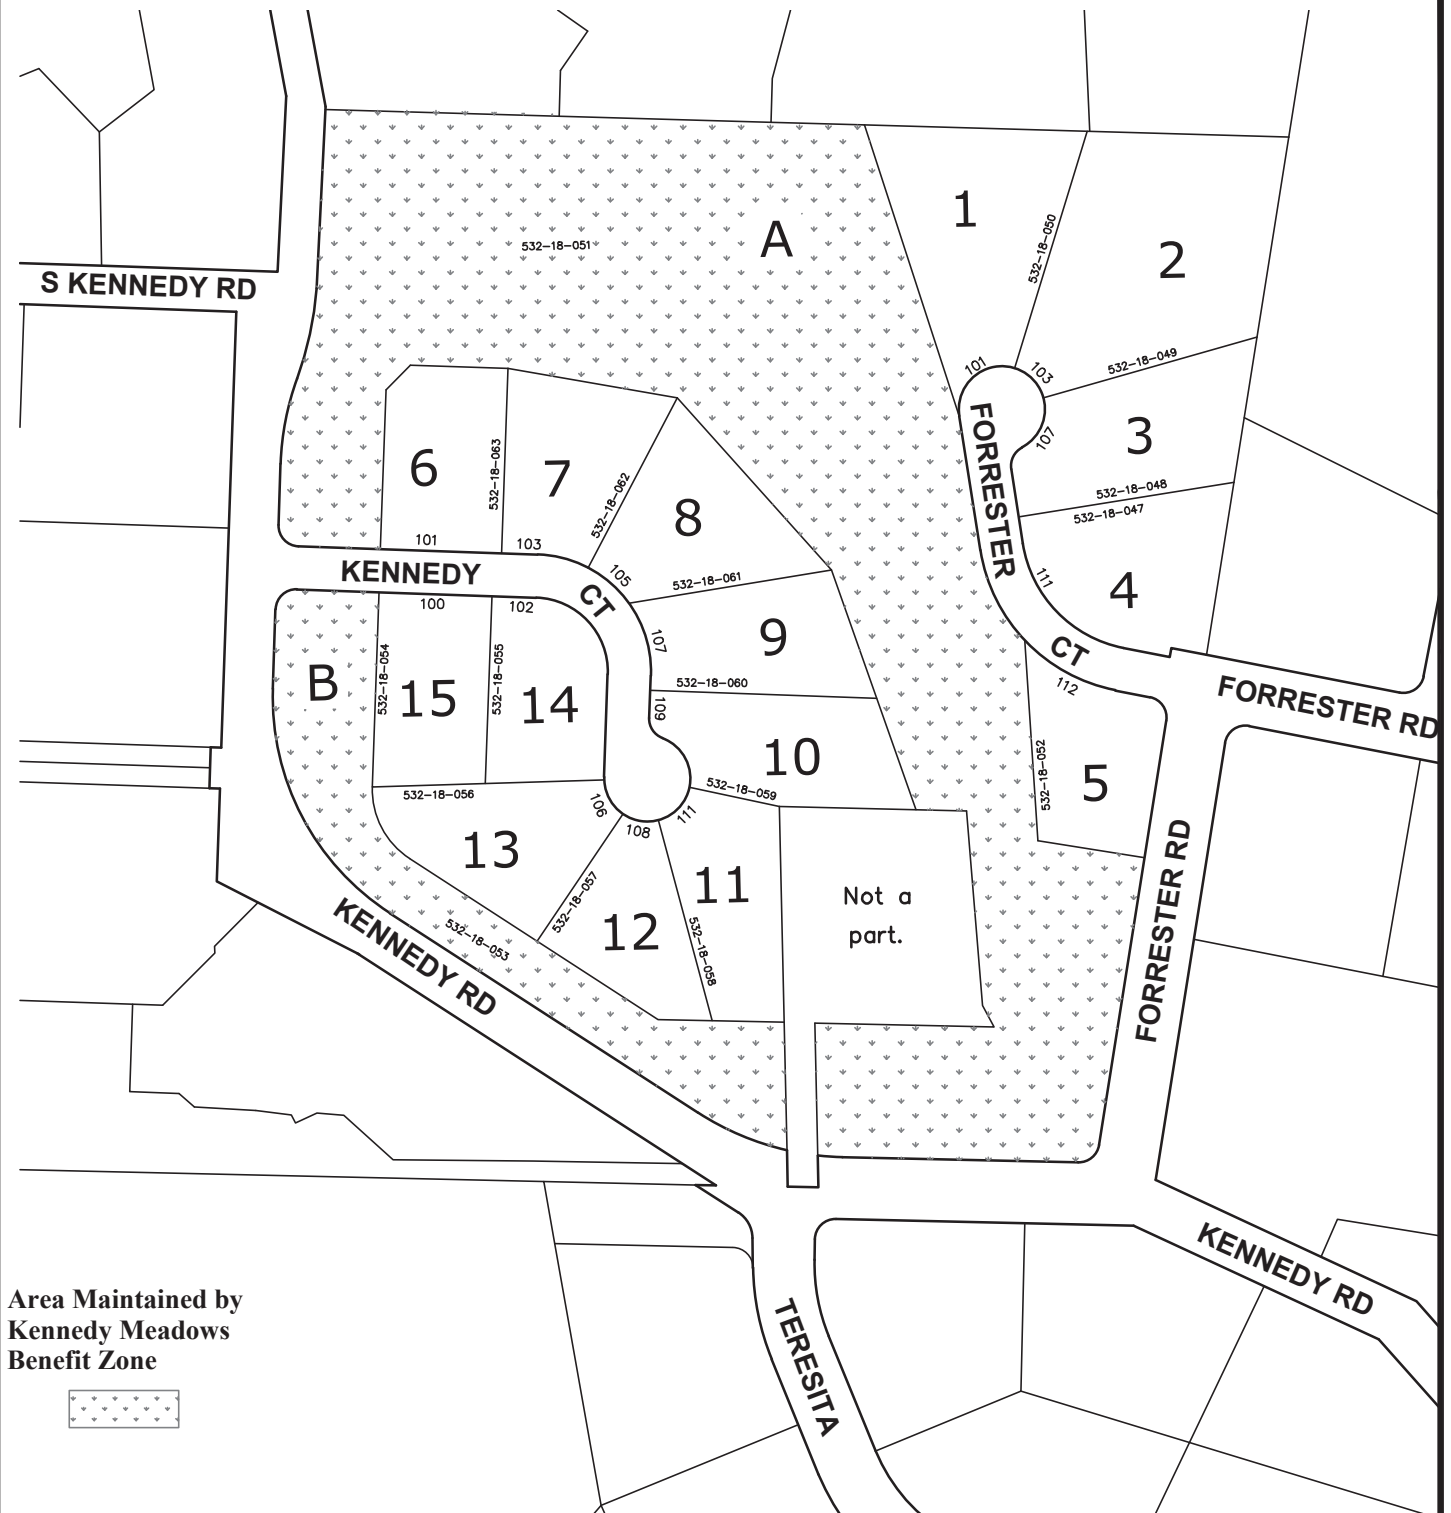 1
2
A
532-18-051
532-18-050
S KENNEDY RD
101
103
532-18-049
107
3
FORRESTER
6
532-18-063
7
532-18-062
8
532-18-048
532-18-047
101
103
KENNEDY
105
CT
532-18-061
111
4
100
102
107
9
CT
112
B
532-18-054
15
532-18-055
14
532-18-060
109
FORRESTER RD
10
532-18-052
5
532-18-056
532-18-059
106
108
111
13
11
Not a
part.
532-18-057
12
532-18-058
532-18-053
KENNEDY RD
FORRESTER RD
KENNEDY RD
TERESITA
Area Maintained by
Kennedy Meadows
Benefit Zone